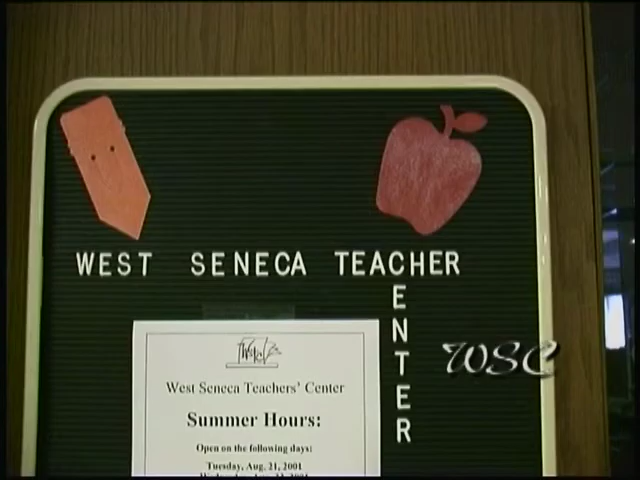 WEST SENECA TEACHER
CENTER
WSC
West Seneca Teachers' Center
Summer Hours:
Open on the following days:
Tuesday, Aug. 21, 2001